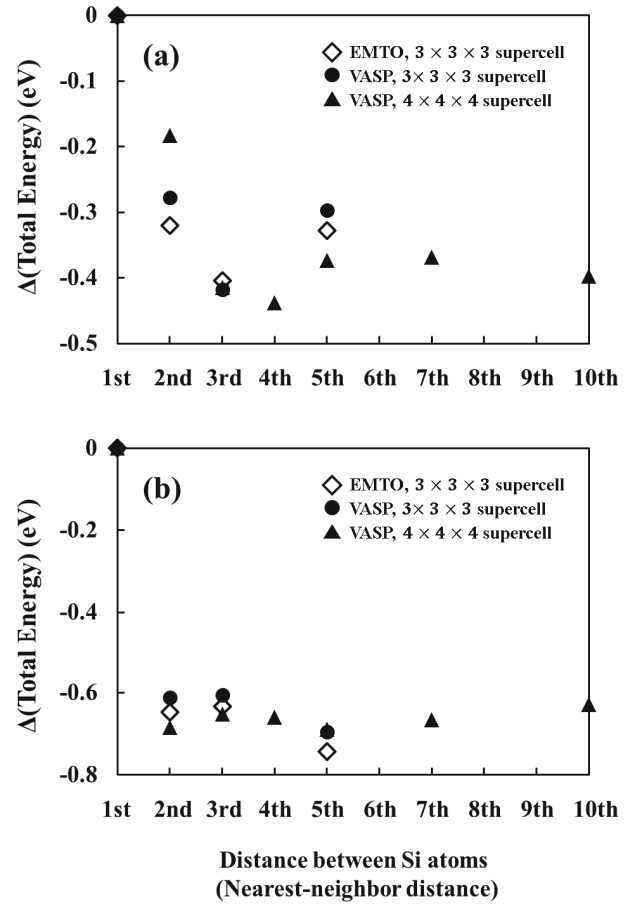 0
-0.1
-0.2
-0.3
-0.4
-0.5
Δ(Total Energy) (eV)
(a)
EMTO, 3 × 3 × 3 supercell
VASP, 3× 3 × 3 supercell
VASP, 4 × 4 × 4 supercell
1st 2nd 3rd 4th 5th 6th 7th 8th 9th 10th
0
-0.2
-0.4
-0.6
-0.8
Δ(Total Energy) (eV)
(b)
EMTO, 3 × 3 × 3 supercell
VASP, 3× 3 × 3 supercell
VASP, 4 × 4 × 4 supercell
1st 2nd 3rd 4th 5th 6th 7th 8th 9th 10th
Distance between Si atoms
(Nearest-neighbor distance)